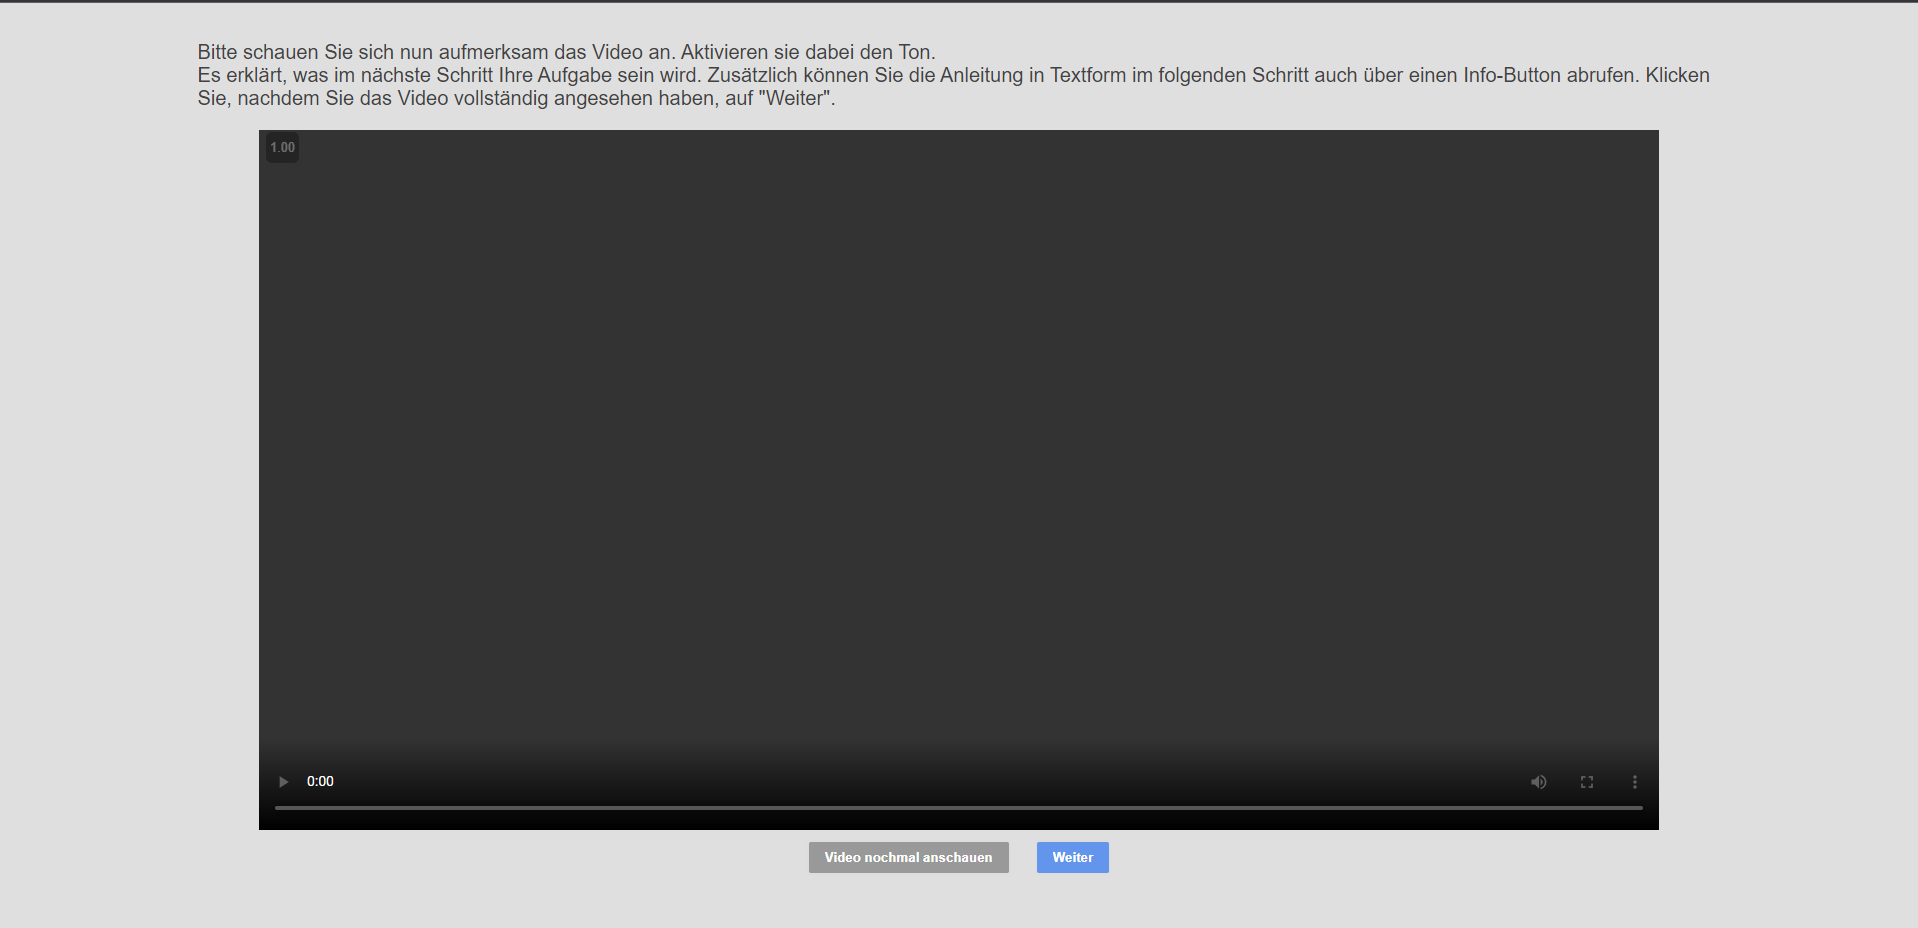 Bitte schauen Sie sich nun aufmerksam das Video an. Aktivieren sie dabei den Ton.
Es erklärt, was im nächste Schritt Ihre Aufgabe sein wird. Zusätzlich können Sie die Anleitung in Textform im folgenden Schritt auch über einen Info-Button abrufen. Klicken
Sie, nachdem Sie das Video vollständig angesehen haben, auf "Weiter".
1.00
0:00
Video nochmal anschauen
Weiter